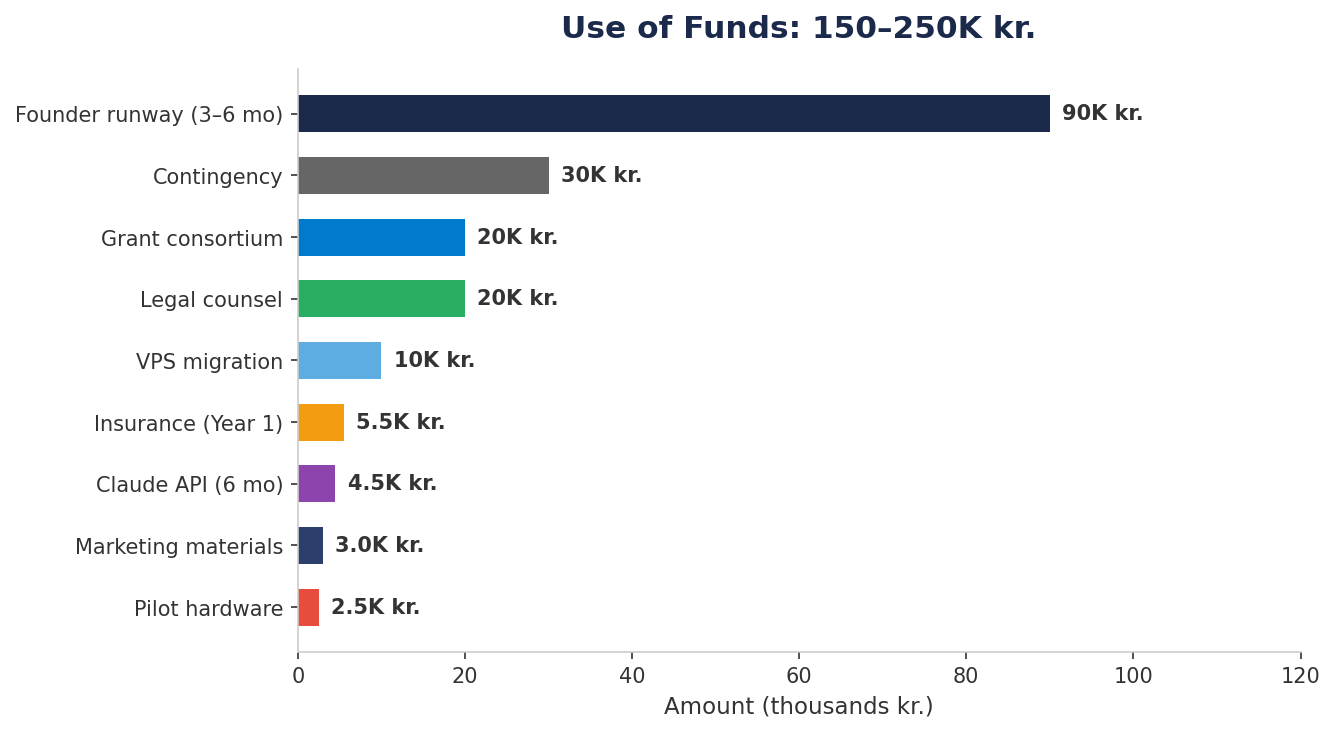 Use of Funds: 150–250K kr.
Founder runway (3–6 mo) 90K kr.
Contingency 30K kr.
Grant consortium 20K kr.
Legal counsel 20K kr.
VPS migration 10K kr.
Insurance (Year 1) 5.5K kr.
Claude API (6 mo) 4.5K kr.
Marketing materials 3.0K kr.
Pilot hardware 2.5K kr.
0 20 40 60 80 100 120
Amount (thousands kr.)